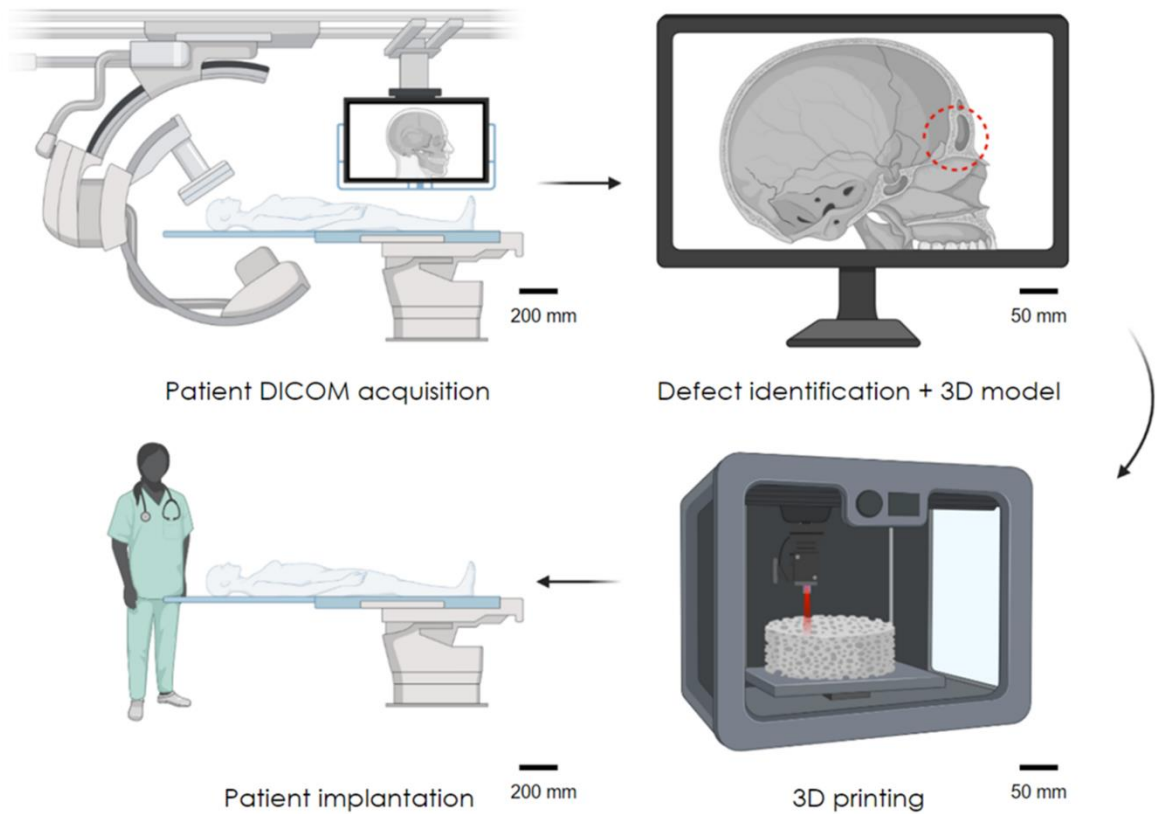 200 mm
50 mm
Patient DICOM acquisition
Defect identification + 3D model
200 mm
50 mm
Patient implantation
3D printing